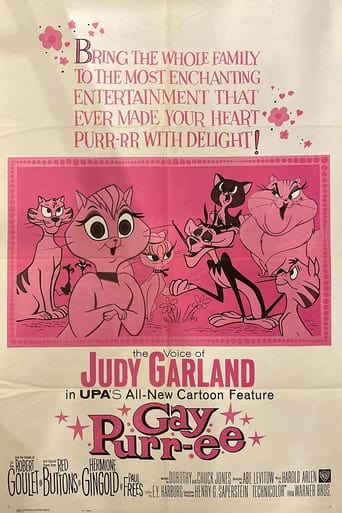 BRING THE WHOLE FAMILY
TO THE MOST ENCHANTING
ENTERTAINMENT THAT
EVER MADE YOUR HEART
PURR-RR WITH DELIGHT!
the Voice of
JUDY GARLAND
in UPA'S All-New Cartoon Feature
Gay
Purr-ee
ROBERT GOULET
RED BUTTONS
HERMIONE GINGOLD
PAUL FREES
DOROTHY and CHUCK JONES
ABE LEVITOW
HAROLD ARLEN
E.Y. HARBURG
HENRY G. SAPERSTEIN
TECHNICOLOR
FROM WARNER BROS.